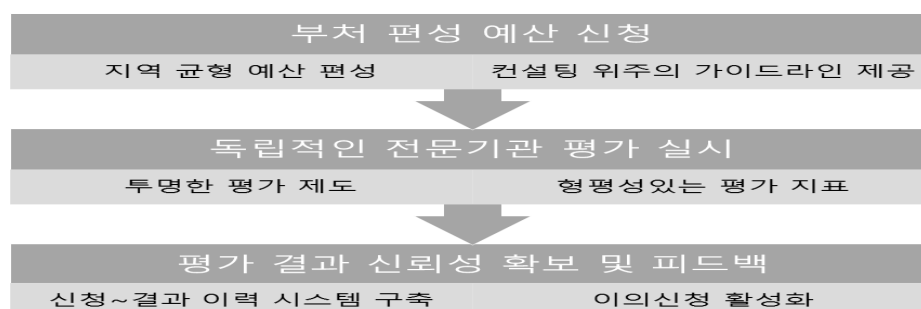 부처 편성 예산 신청
지역 균형 예산 편성 컨설팅 위주의 가이드라인 제공
독립적인 전문기관 평가 실시
투명한 평가 제도 형평성있는 평가 지표
평가 결과 신뢰성 확보 및 피드백
신청~결과 이력 시스템 구축 이의신청 활성화